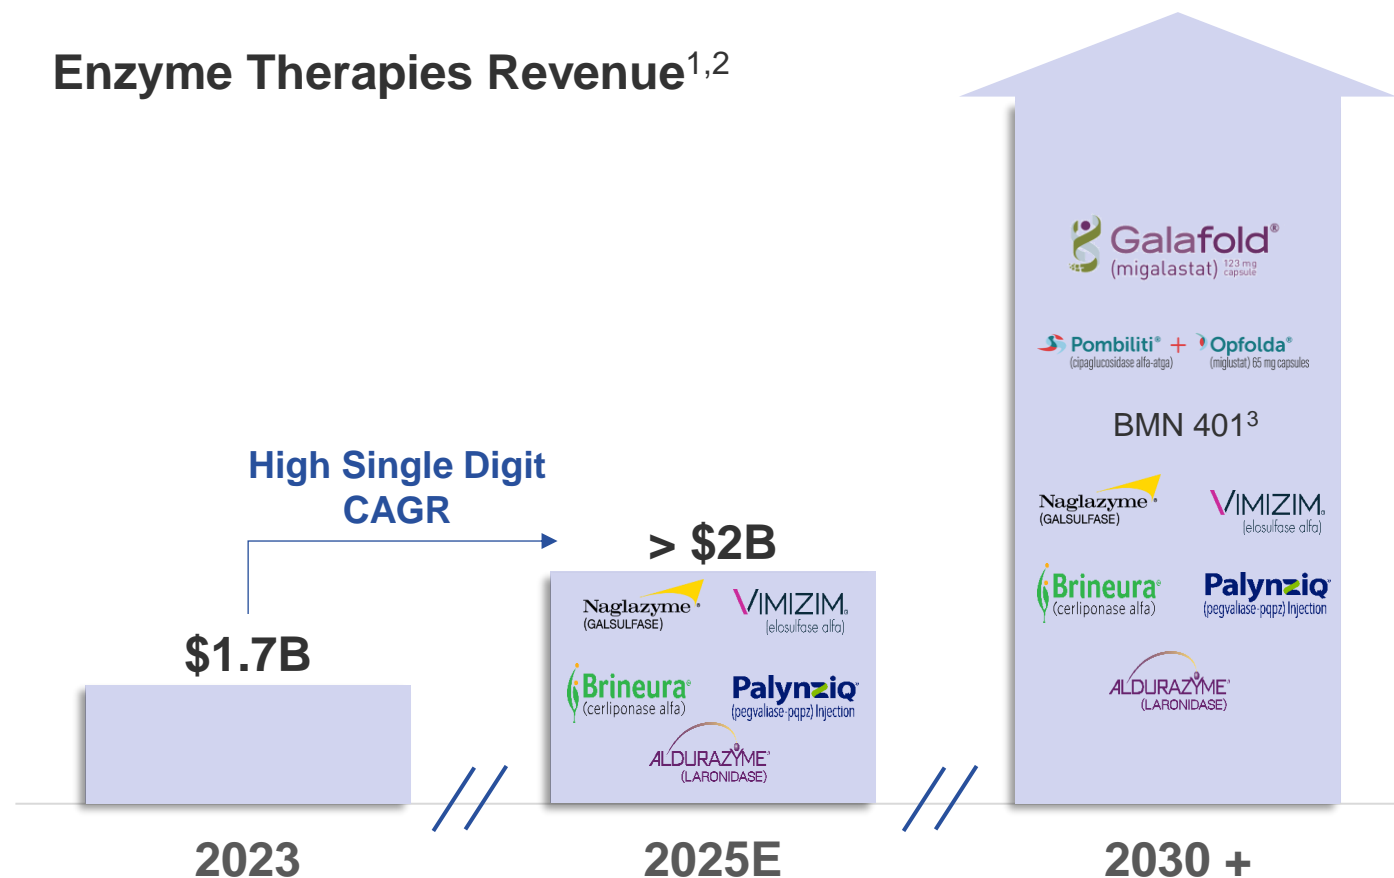 Enzyme Therapies Revenue1,2
High Single Digit
CAGR
$1.7B
> $2B
Naglazyme®
(GALSULFASE)
VIMIZIM®
(elosulfase alfa)
Brineura®
(cerliponase alfa)
Palynziq®
(pegvaliase-pqpz) Injection
ALDURAZYME®
(LARONIDASE)
Galafold®
(migalastat) 123 mg capsule
Pombiliti® + Opfolda®
(cipaglucosidase alfa-atga) (miglustat) 65 mg capsules
BMN 4013
Naglazyme®
(GALSULFASE)
VIMIZIM®
(elosulfase alfa)
Brineura®
(cerliponase alfa)
Palynziq®
(pegvaliase-pqpz) Injection
ALDURAZYME®
(LARONIDASE)
2023
2025E
2030 +